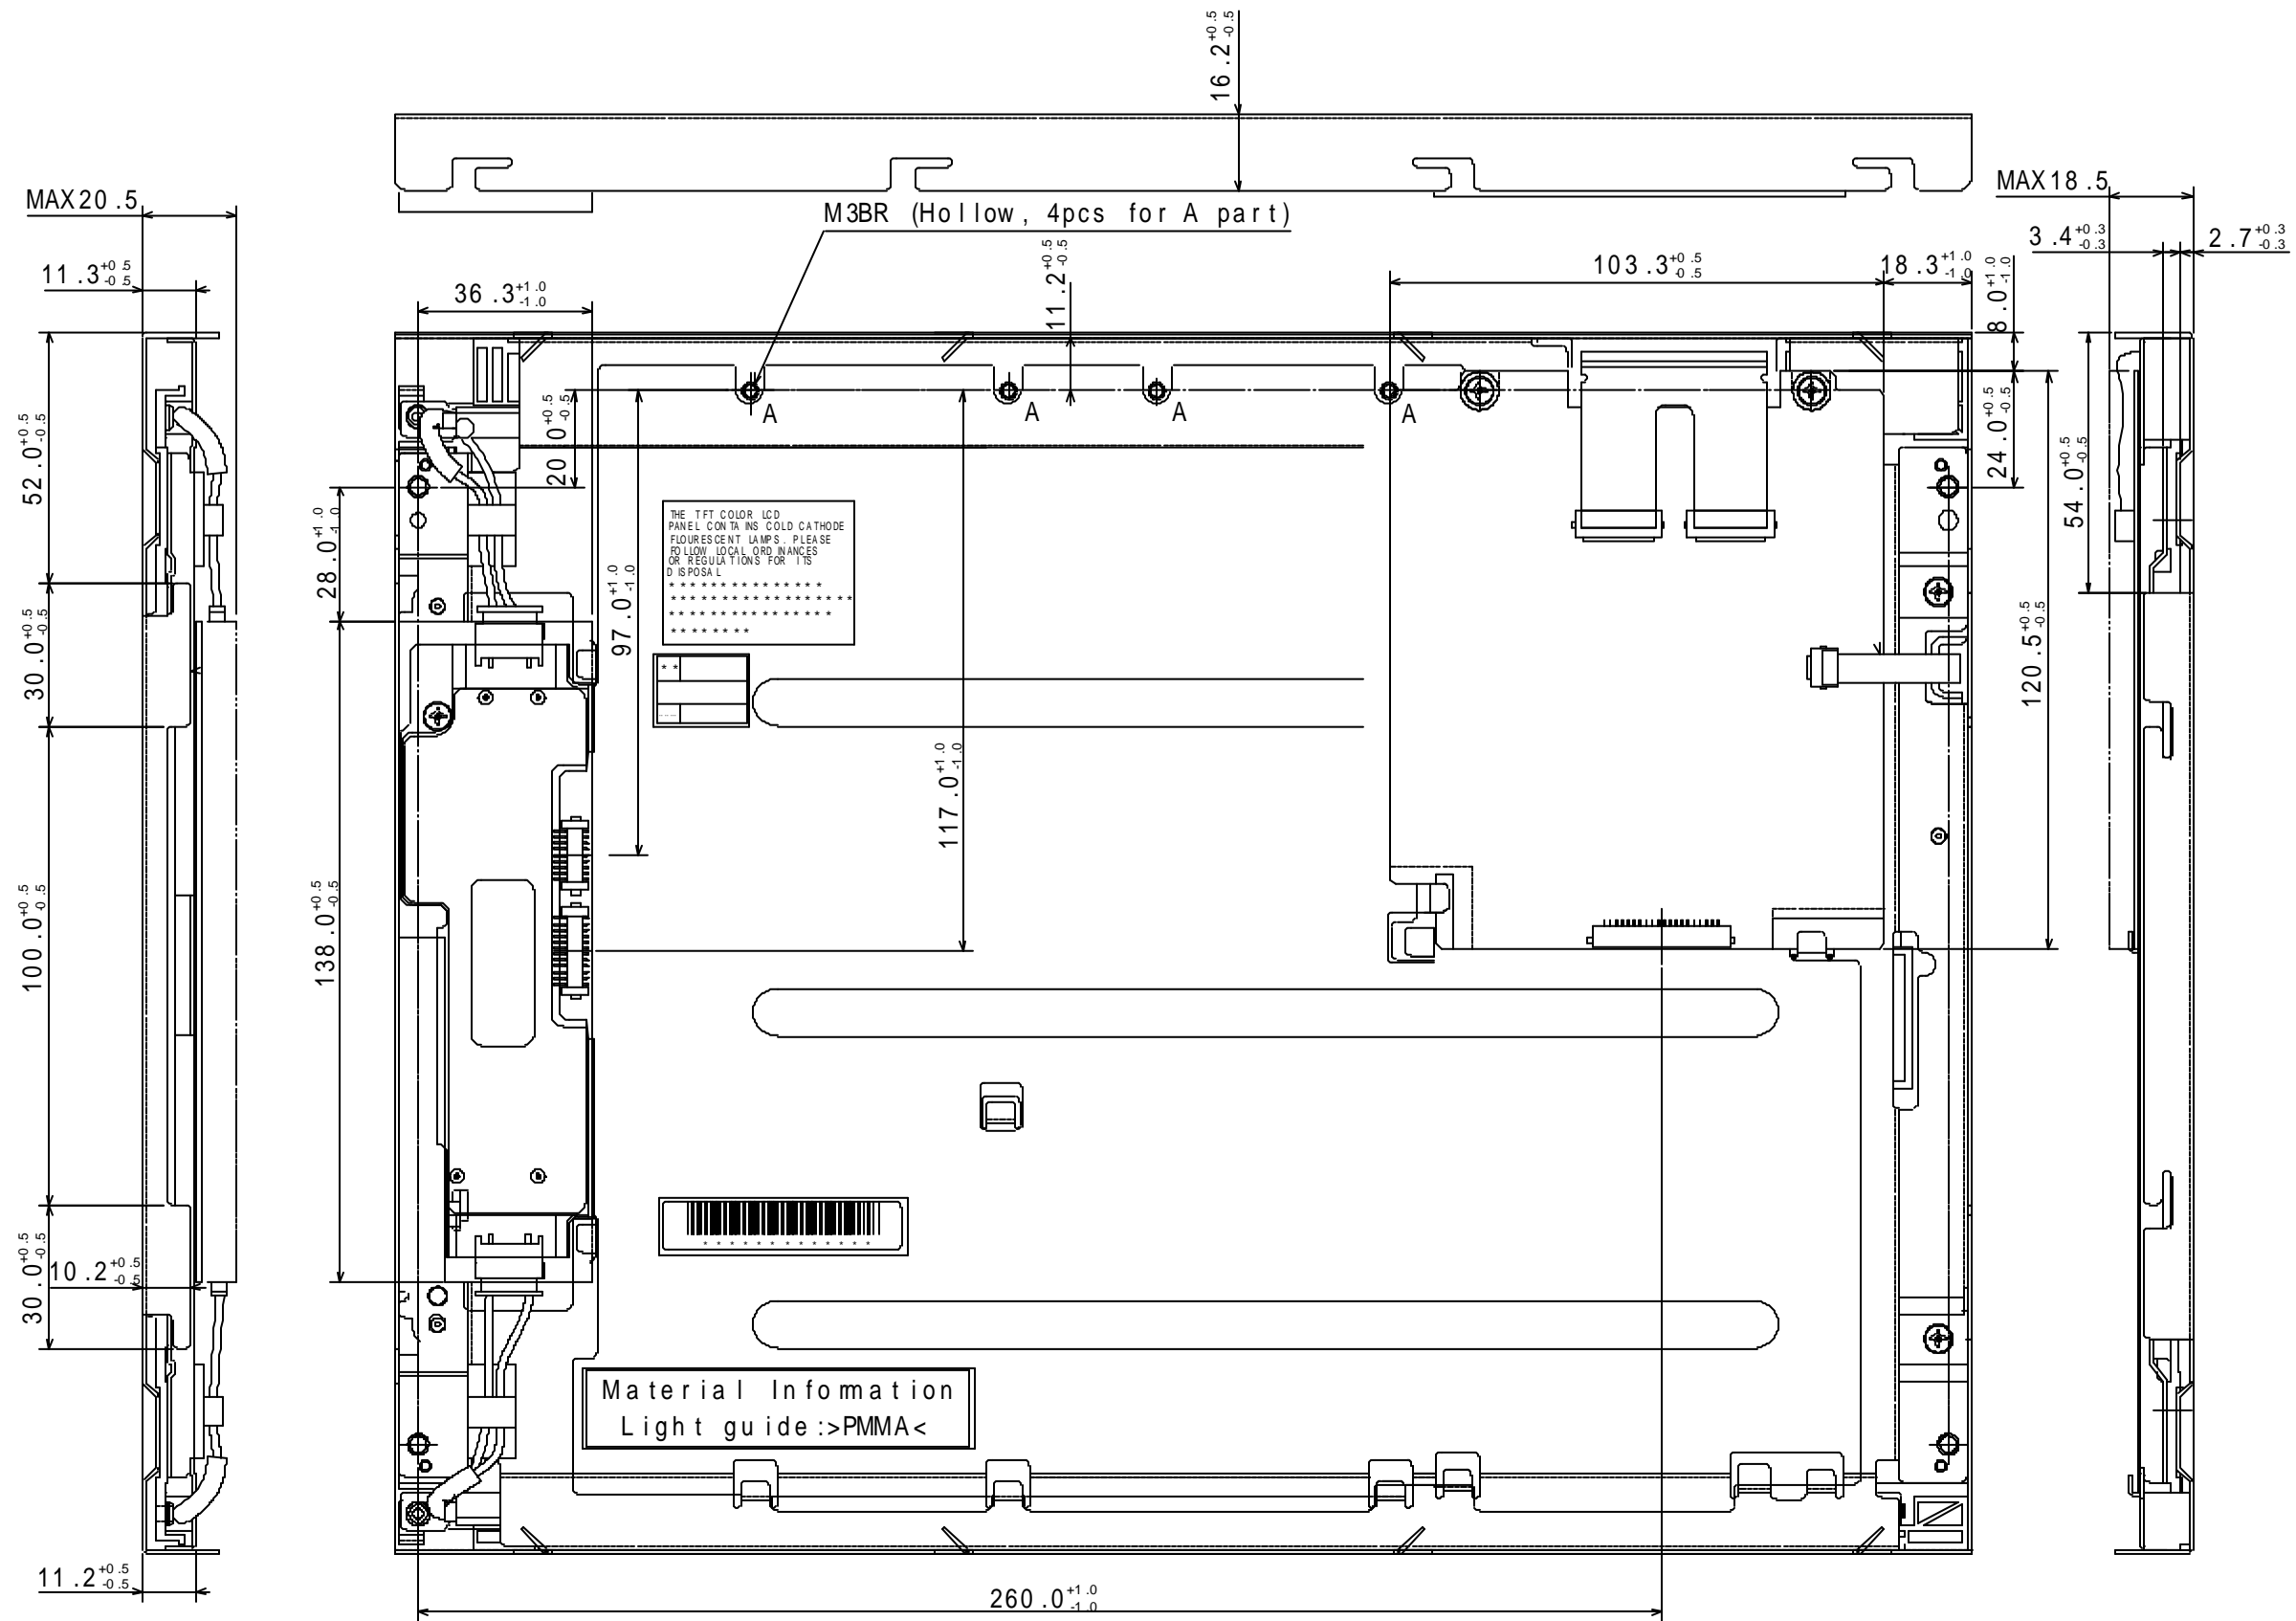 16.2+0.5-0.5
MAX20.5
MAX18.5
M3BR (Hollow, 4pcs for A part)
3.4+0.3-0.3
2.7+0.3-0.3
11.3+0.5-0.5
36.3+1.0-1.0
11.2+0.5-0.5
103.3+0.5-0.5
18.3+1.0-1.0
8.0+1.0-1.0
A
A
A
A
52.0+0.5-0.5
20.0+0.5-0.5
24.0+0.5-0.5
54.0+0.5-0.5
28.0+1.0-1.0
THE TFT COLOR LCD
PANEL CONTAINS COLD CATHODE
FLOURESCENT LAMPS. PLEASE
FOLLOW LOCAL ORDINANCES
OR REGULATIONS FOR ITS
DISPOSAL
***************
*****************
****************
********
**
30.0+0.5-0.5
97.0+1.0-1.0
120.5+0.5-0.5
117.0+1.0-1.0
100.0+0.5-0.5
138.0+0.5-0.5
*************
30.0+0.5-0.5
10.2+0.5-0.5
Material Infomation
Light guide:>PMMA<
11.2+0.5-0.5
260.0+1.0-1.0